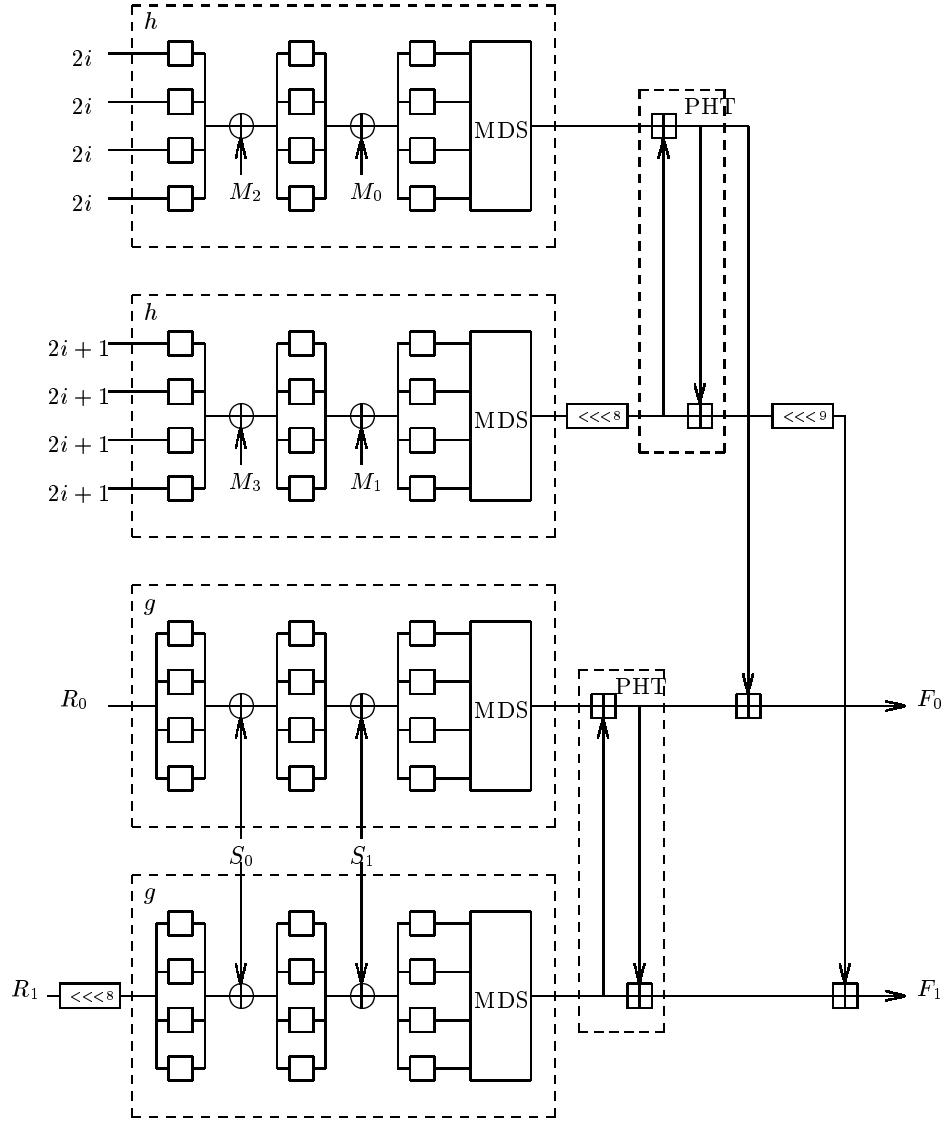 h
2i
2i
2i
2i
M₂
M₀
MDS
PHT
h
2i + 1
2i + 1
2i + 1
2i + 1
M₃
M₁
MDS
<<<8
<<<9
g
R₀
MDS
PHT
F₀
S₀
S₁
g
R₁
<<<8
MDS
F₁